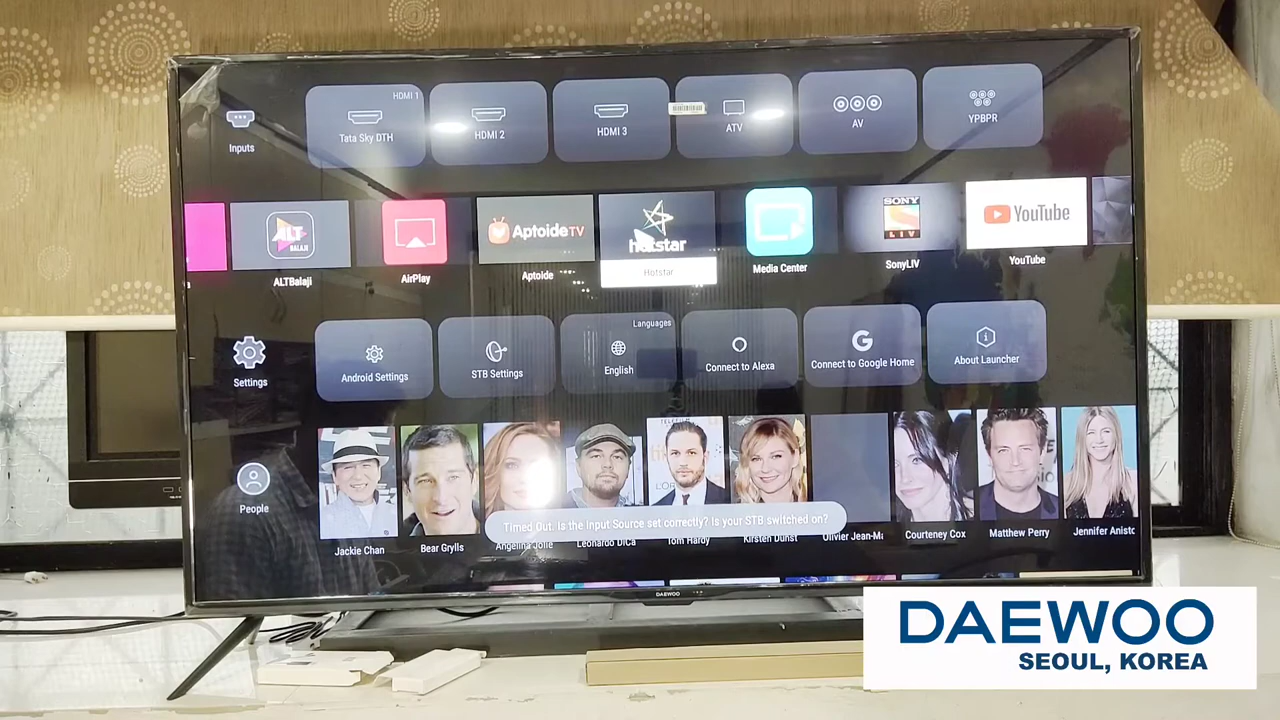 HDMI 1
Tata Sky DTH
HDMI 2
HDMI 3
ATV
AV
YPBPR
Inputs
ALT
BALAJI
ALTBalaji
AirPlay
AptoideTV
Aptoide
hotstar
Hotstar
Media Center
SONY
LIV
SonyLIV
YouTube
YouTube
Settings
Android Settings
STB Settings
Languages
English
Connect to Alexa
Connect to Google Home
About Launcher
People
Jackie Chan
Bear Grylls
Angelina Jolie
Leonardo DiCa
Tom Hardy
Kirsten Dunst
Olivier Jean-Ma
Courteney Cox
Matthew Perry
Jennifer Anisto
Timed Out. Is the Input Source set correctly? Is your STB switched on?
DAEWOO
DAEWOO
SEOUL, KOREA